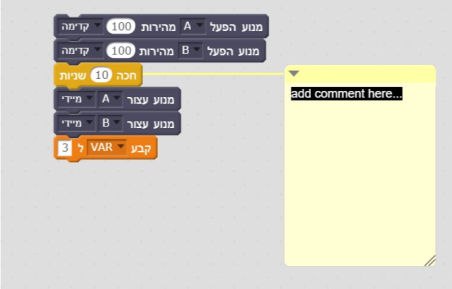 מנוע הפעל A מהירות 100 קדימה
מנוע הפעל B מהירות 100 קדימה
חכה 10 שניות
add comment here...
מנוע עצור A מיידי
מנוע עצור B מיידי
קבע VAR ל 3